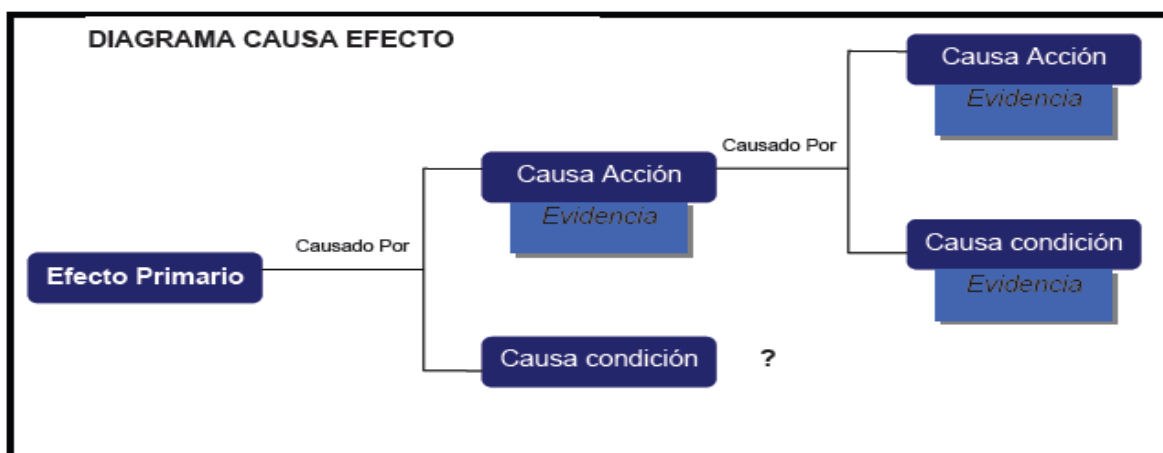 DIAGRAMA CAUSA EFECTO
Causa Acción
Evidencia
Causado Por
Causa Acción
Evidencia
Causa condición
Evidencia
Causado Por
Efecto Primario
Causa condición
?